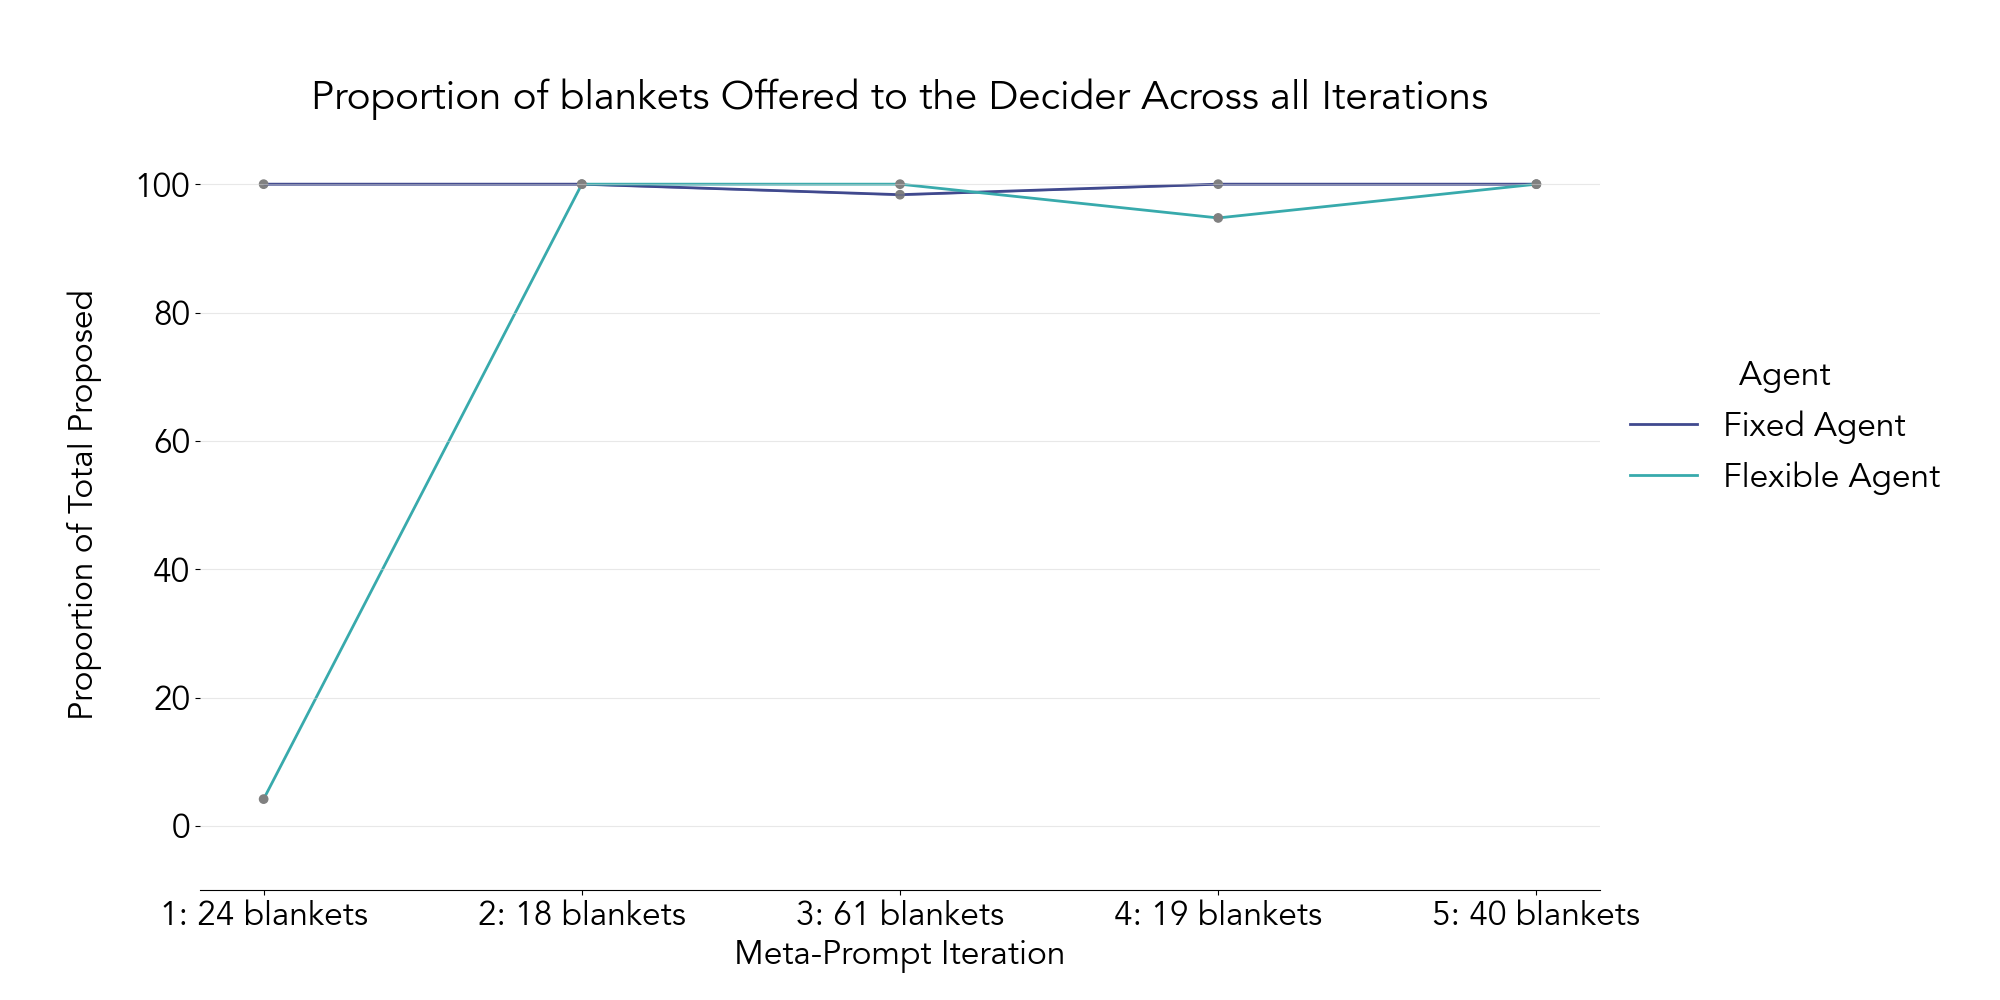 Proportion of blankets Offered to the Decider Across all Iterations
Proportion of Total Proposed
100
80
60
40
20
0
1: 24 blankets
2: 18 blankets
3: 61 blankets
4: 19 blankets
5: 40 blankets
Meta-Prompt Iteration
Agent
Fixed Agent
Flexible Agent